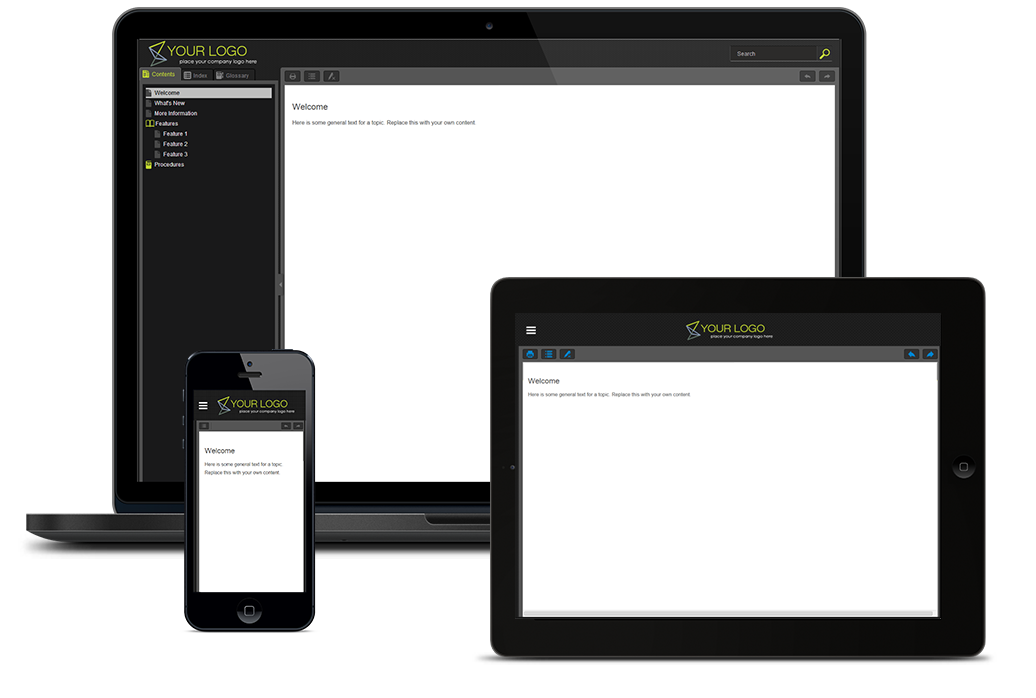 YOUR LOGO
place your company logo here
Search
Contents
Index
Glossary
Welcome
What's New
More Information
Features
Feature 1
Feature 2
Feature 3
Procedures
Welcome
Here is some general text for a topic. Replace this with your own content
YOUR LOGO
place your company logo here
Welcome
Here is some general text for a topic.
Replace this with your own content.
YOUR LOGO
place your company logo here
Welcome
Here is some general text for a topic. Replace this with your own content